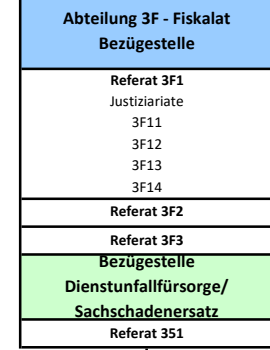 Abteilung 3F - Fiskalat
Bezügestelle
Referat 3F1
Justiziariate
3F11
3F12
3F13
3F14
Referat 3F2
Referat 3F3
Bezügestelle
Dienstunfallfürsorge/
Sachschadenersatz
Referat 351